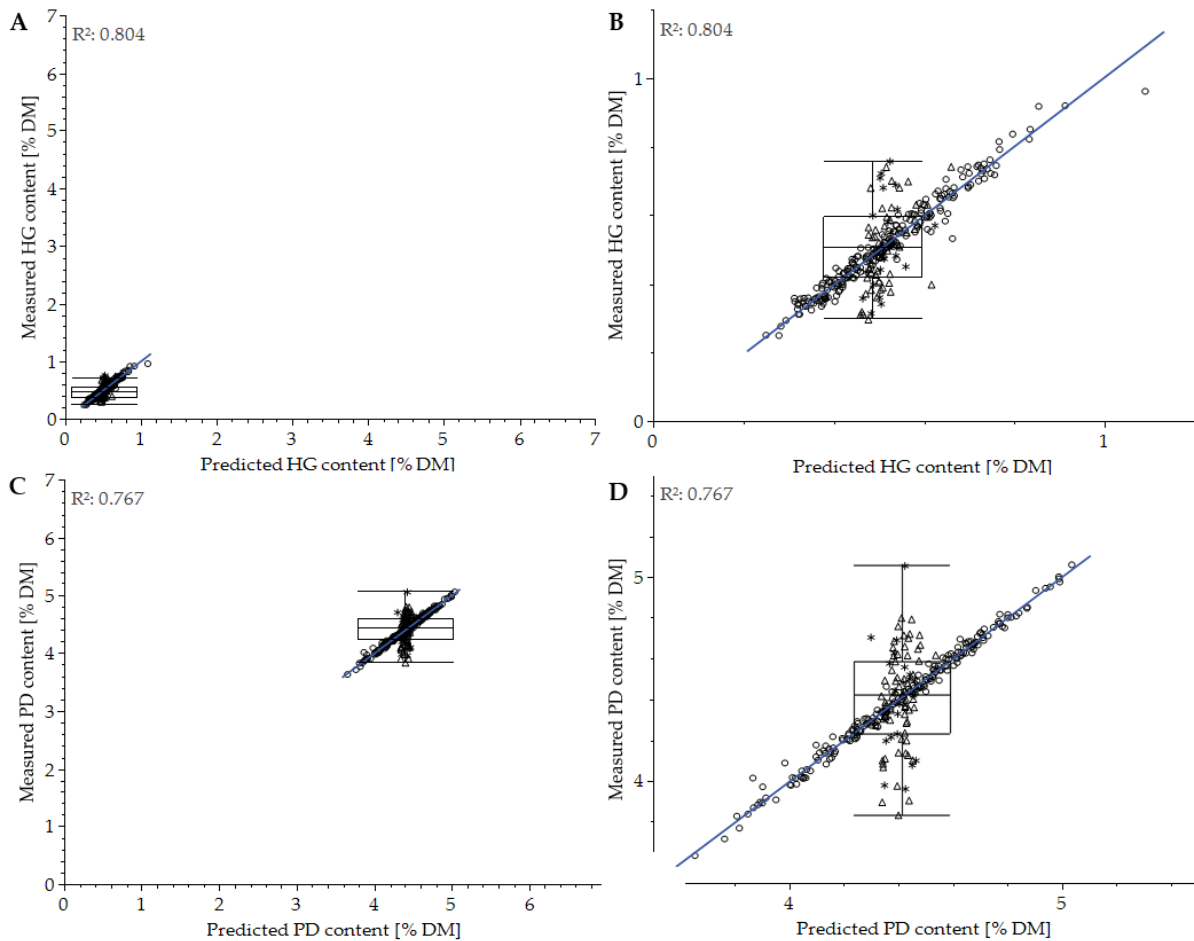 A
R²: 0.804
Measured HG content [% DM]
7
6
5
4
3
2
1
0
0 1 2 3 4 5 6 7
Predicted HG content [% DM]
B
R²: 0.804
Measured HG content [% DM]
1
0
0 1
Predicted HG content [% DM]
C
R²: 0.767
Measured PD content [% DM]
7
6
5
4
3
2
1
0
0 1 2 3 4 5 6
Predicted PD content [% DM]
D
R²: 0.767
Measured PD content [% DM]
5
4
4 5
Predicted PD content [% DM]